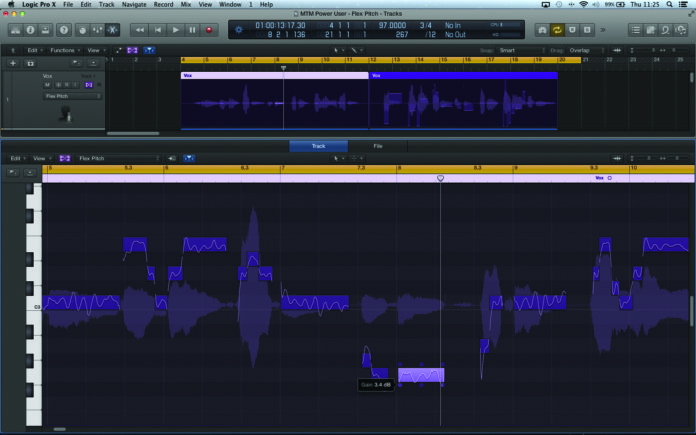 Logic Pro X File Edit Track Navigate Record Mix View Window 1 Help 99% Thu 11:25
MTM Power User - Flex Pitch - Tracks
01:00:13:17.30 4 1 1 1 97.0000 3/4 No In CPU
8 2 1 136 21 1 1 1 267 /12 No Out HD
Edit Functions View Snap: Smart Drag: Overlap
1 2 3 4 5 6 7 8 9 10 11 12 13 14 15 16 17 18 19 20 21 22 23 24 25
Vox
M S R I
Flex Pitch
1
Vox Vox
Track File
Edit View Flex Pitch
5 5.3 6 6.3 7 7.3 8 8.3 9 9.3 10
Vox
C3
Gain 3.4 dB